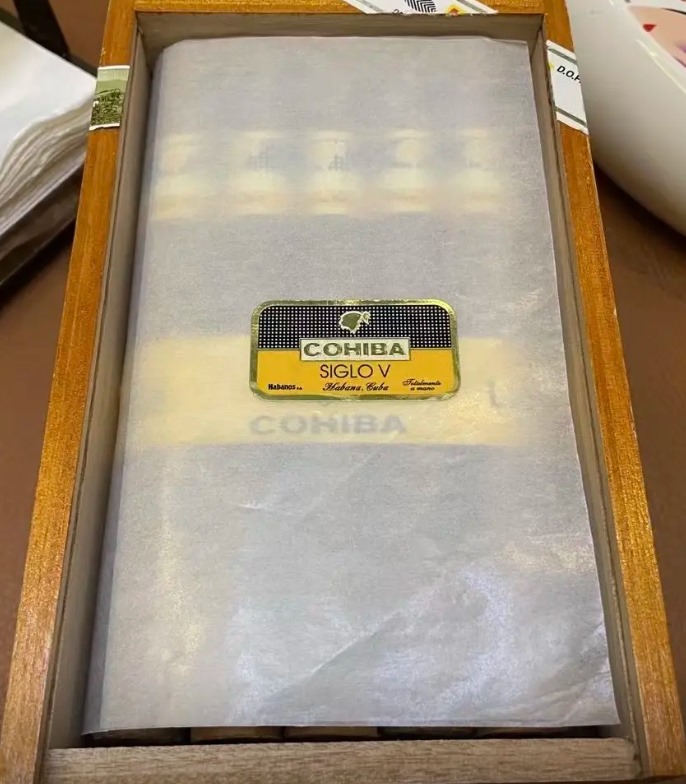 D.O.P.
COHIBA
SIGLO V
Habanos s.a. Habana, Cuba Totalmente
a mano
COHIBA